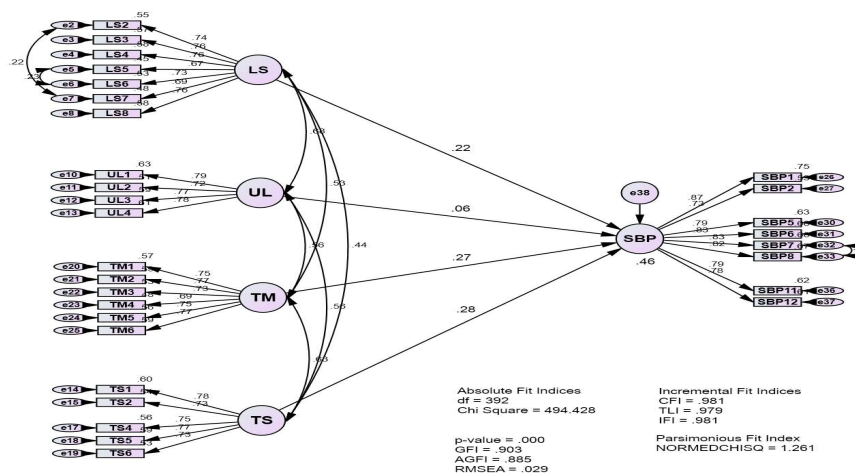 .55
e2 LS2
e3 LS3
e4 LS4
e5 LS5
e6 LS6
e7 LS7
e8 LS8
.74
.76
.76
.67
.73
.69
.76
.22
.23
LS
.63
e10 UL1
e11 UL2
e12 UL3
e13 UL4
.79
.72
.77
.78
UL
.57
e20 TM1
e21 TM2
e22 TM3
e23 TM4
e24 TM5
e25 TM6
.75
.77
.73
.69
.75
.77
TM
.60
e14 TS1
e15 TS2
.56
e17 TS4
e18 TS5
e19 TS6
.78
.73
.75
.77
.73
TS
.53
.44
.56
.56
.63
.22
.06
.27
.28
e38
SBP
.46
.75
SBP1 e26
SBP2 e27
.63
SBP5 e30
SBP6 e31
SBP7 e32
SBP8 e33
.62
SBP11 e36
SBP12 e37
.87
.73
.79
.83
.83
.82
.79
.78
Absolute Fit Indices
df = 392
Chi Square = 494.428
p-value = .000
GFI = .903
AGFI = .885
RMSEA = .029
Incremental Fit Indices
CFI = .981
TLI = .979
IFI = .981
Parsimonious Fit Index
NORMEDCHISQ = 1.261